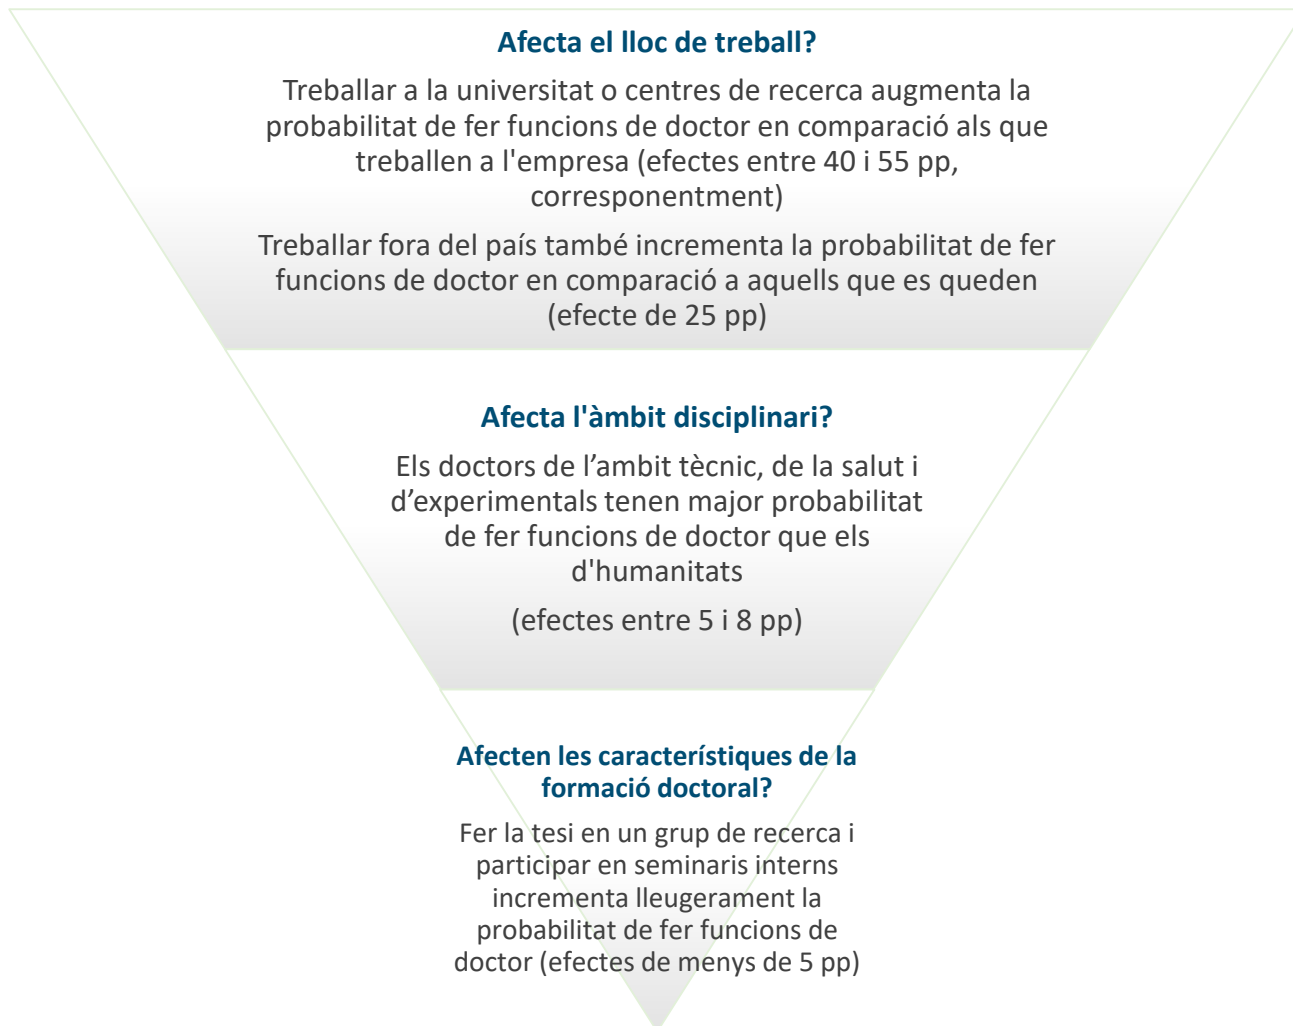 Afecta el lloc de treball?
Treballar a la universitat o centres de recerca augmenta la
probabilitat de fer funcions de doctor en comparació als que
treballen a l'empresa (efectes entre 40 i 55 pp,
corresponentment)
Treballar fora del país també incrementa la probabilitat de fer
funcions de doctor en comparació a aquells que es queden
(efecte de 25 pp)
Afecta l'àmbit disciplinari?
Els doctors de l’ambit tècnic, de la salut i
d’experimentals tenen major probabilitat
de fer funcions de doctor que els
d'humanitats
(efectes entre 5 i 8 pp)
Afecten les característiques de la
formació doctoral?
Fer la tesi en un grup de recerca i
participar en seminaris interns
incrementa lleugerament la
probabilitat de fer funcions de
doctor (efectes de menys de 5 pp)